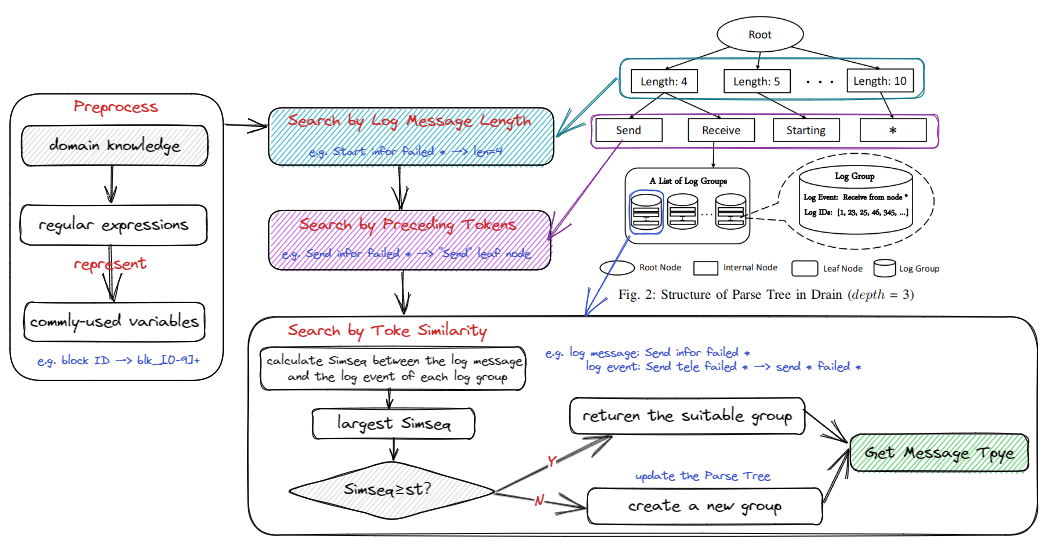 Preprocess
domain knowledge
regular expressions
represent
commly-used variables
e.g. block ID —> blk_[0-9]+
Search by Log Message Length
e.g. Start infor failed * —> len=4
Search by Preceding Tokens
e.g. Send infor failed * —> "Send" leaf node
Root
Length: 4
Length: 5
. . .
Length: 10
Send
Receive
Starting
*
A List of Log Groups
...
Log Group
Log Event: Receive from node *
Log IDs: [1, 23, 25, 46, 345, ...]
Root Node
Internal Node
Leaf Node
Log Group
Fig. 2: Structure of Parse Tree in Drain (depth = 3)
Search by Toke Similarity
calculate Simseq between the log message
and the log event of each log group
largest Simseq
Simseq≥st?
e.g. log message: Send infor failed *
log event: Send tele failed * —> send * failed *
Y
returen the suitable group
N
update the Parse Tree
create a new group
Get Message Tpye